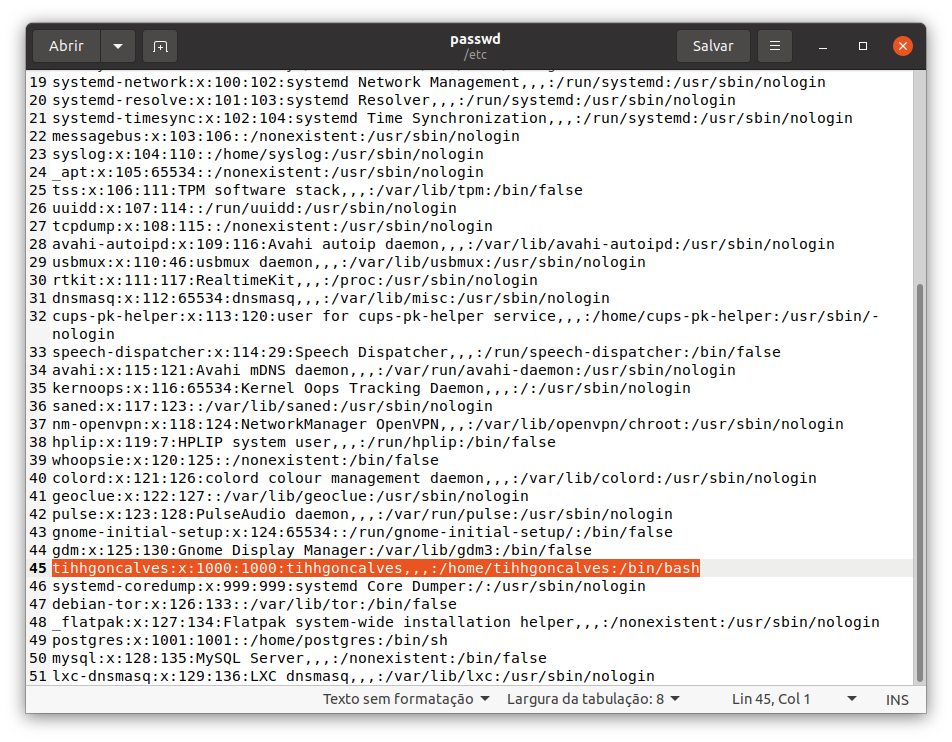 Abrir
passwd
/etc
Salvar
19 systemd-network:x:100:102:systemd Network Management,,,:/run/systemd:/usr/sbin/nologin
20 systemd-resolve:x:101:103:systemd Resolver,,,:/run/systemd:/usr/sbin/nologin
21 systemd-timesync:x:102:104:systemd Time Synchronization,,,:/run/systemd:/usr/sbin/nologin
22 messagebus:x:103:106::/nonexistent:/usr/sbin/nologin
23 syslog:x:104:110::/home/syslog:/usr/sbin/nologin
24 _apt:x:105:65534::/nonexistent:/usr/sbin/nologin
25 tss:x:106:111:TPM software stack,,,:/var/lib/tpm:/bin/false
26 uuidd:x:107:114::/run/uuidd:/usr/sbin/nologin
27 tcpdump:x:108:115::/nonexistent:/usr/sbin/nologin
28 avahi-autoipd:x:109:116:Avahi autoip daemon,,,:/var/lib/avahi-autoipd:/usr/sbin/nologin
29 usbmux:x:110:46:usbmux daemon,,,:/var/lib/usbmux:/usr/sbin/nologin
30 rtkit:x:111:117:RealtimeKit,,,:/proc:/usr/sbin/nologin
31 dnsmasq:x:112:65534:dnsmasq,,,:/var/lib/misc:/usr/sbin/nologin
32 cups-pk-helper:x:113:120:user for cups-pk-helper service,,,:/home/cups-pk-helper:/usr/sbin/-
nologin
33 speech-dispatcher:x:114:29:Speech Dispatcher,,,:/run/speech-dispatcher:/bin/false
34 avahi:x:115:121:Avahi mDNS daemon,,,:/var/run/avahi-daemon:/usr/sbin/nologin
35 kernoops:x:116:65534:Kernel Oops Tracking Daemon,,,:/:/usr/sbin/nologin
36 saned:x:117:123::/var/lib/saned:/usr/sbin/nologin
37 nm-openvpn:x:118:124:NetworkManager OpenVPN,,,:/var/lib/openvpn/chroot:/usr/sbin/nologin
38 hplip:x:119:7:HPLIP system user,,,:/run/hplip:/bin/false
39 whoopsie:x:120:125::/nonexistent:/bin/false
40 colord:x:121:126:colord colour management daemon,,,:/var/lib/colord:/usr/sbin/nologin
41 geoclue:x:122:127::/var/lib/geoclue:/usr/sbin/nologin
42 pulse:x:123:128:PulseAudio daemon,,,:/var/run/pulse:/usr/sbin/nologin
43 gnome-initial-setup:x:124:65534::/run/gnome-initial-setup/:/bin/false
44 gdm:x:125:130:Gnome Display Manager:/var/lib/gdm3:/bin/false
45 tihhgoncalves:x:1000:1000:tihhgoncalves,,,:/home/tihhgoncalves:/bin/bash
46 systemd-coredump:x:999:999:systemd Core Dumper:/:/usr/sbin/nologin
47 debian-tor:x:126:133::/var/lib/tor:/bin/false
48 _flatpak:x:127:134:Flatpak system-wide installation helper,,,:/nonexistent:/usr/sbin/nologin
49 postgres:x:1001:1001::/home/postgres:/bin/sh
50 mysql:x:128:135:MySQL Server,,,:/nonexistent:/bin/false
51 lxc-dnsmasq:x:129:136:LXC dnsmasq,,,:/var/lib/lxc:/usr/sbin/nologin
Texto sem formatação Largura da tabulação: 8 Lin 45, Col 1 INS